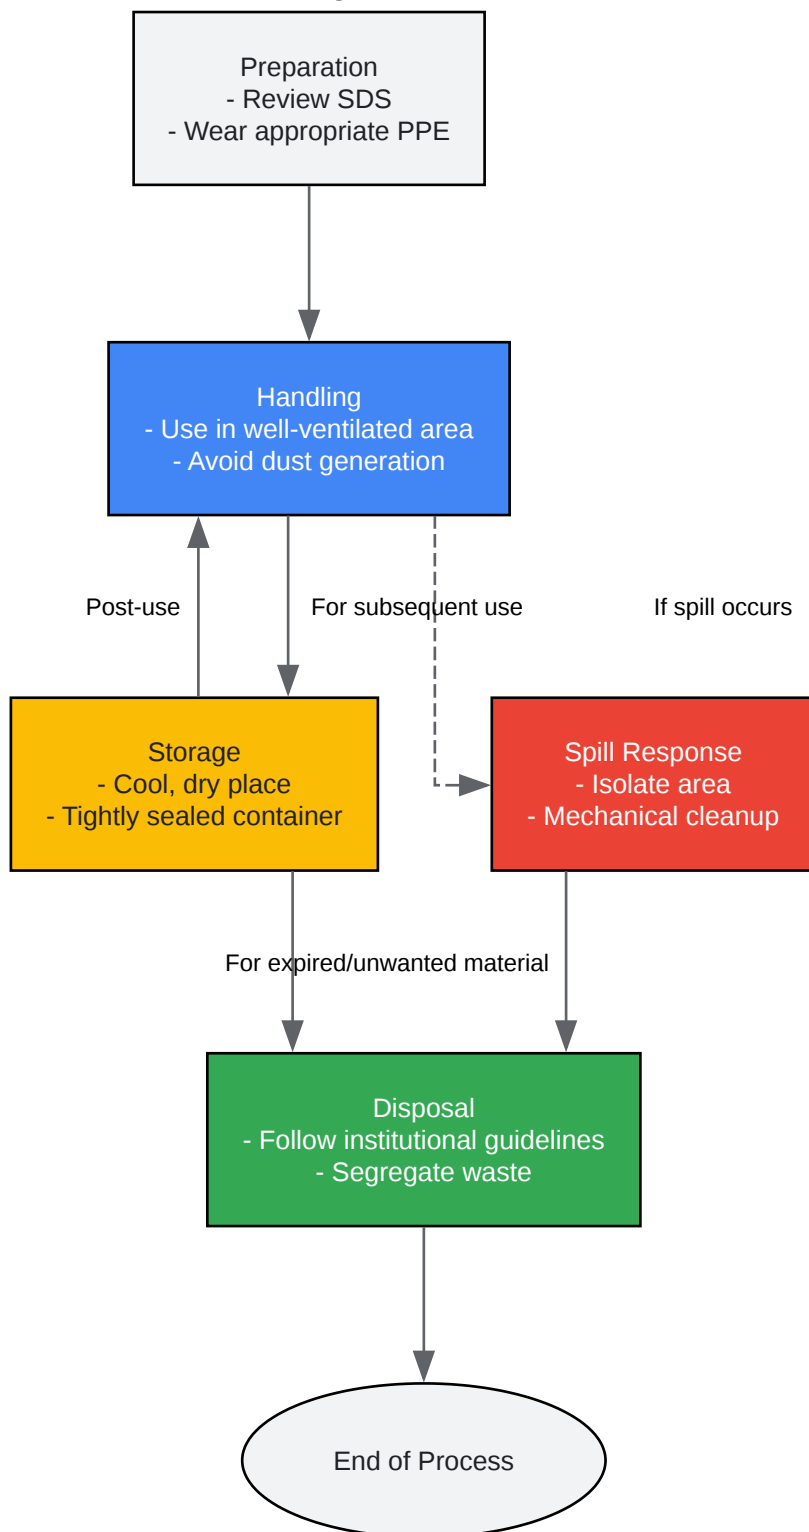 Preparation
- Review SDS
- Wear appropriate PPE
Handling
- Use in well-ventilated area
- Avoid dust generation
Post-use
For subsequent use
If spill occurs
Storage
- Cool, dry place
- Tightly sealed container
Spill Response
- Isolate area
- Mechanical cleanup
For expired/unwanted material
Disposal
- Follow institutional guidelines
- Segregate waste
End of Process